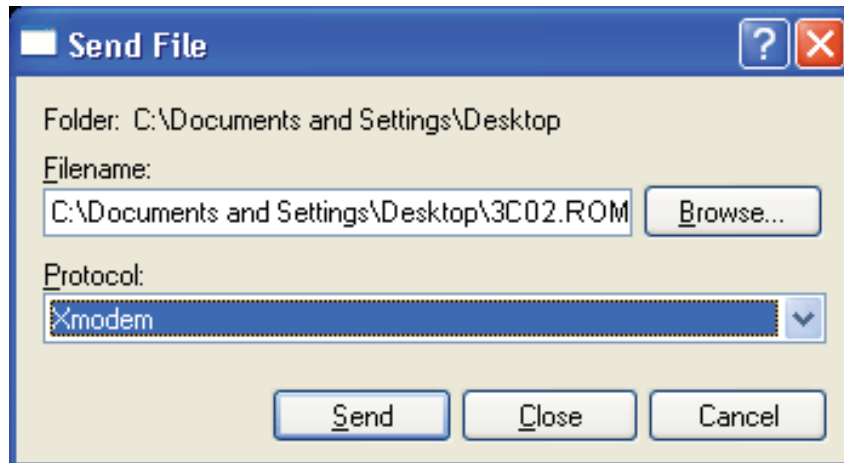 Send File
Folder: C:\Documents and Settings\Desktop
Filename:
C:\Documents and Settings\Desktop\3C02.ROM
Browse...
Protocol:
Xmodem
Send Close Cancel